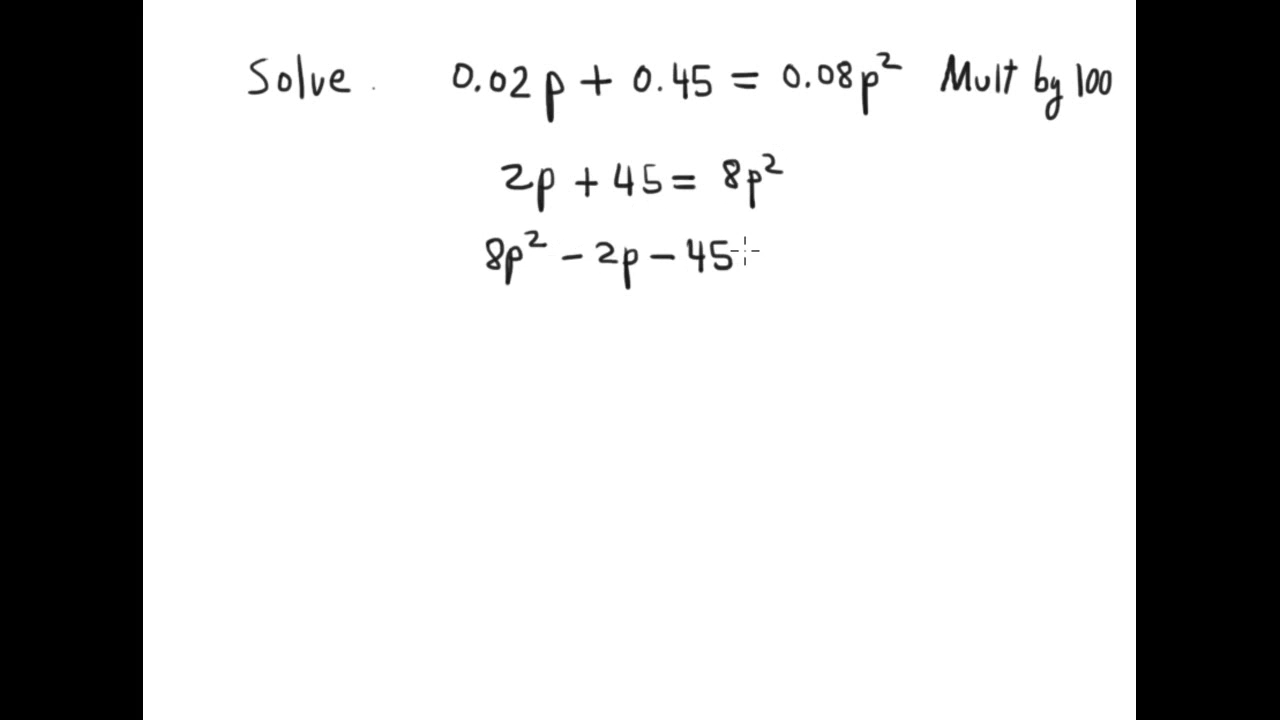 Solve 0.02p + 0.45 = 0.08p² Mult by 100
2p + 45 = 8p²
8p² - 2p - 45